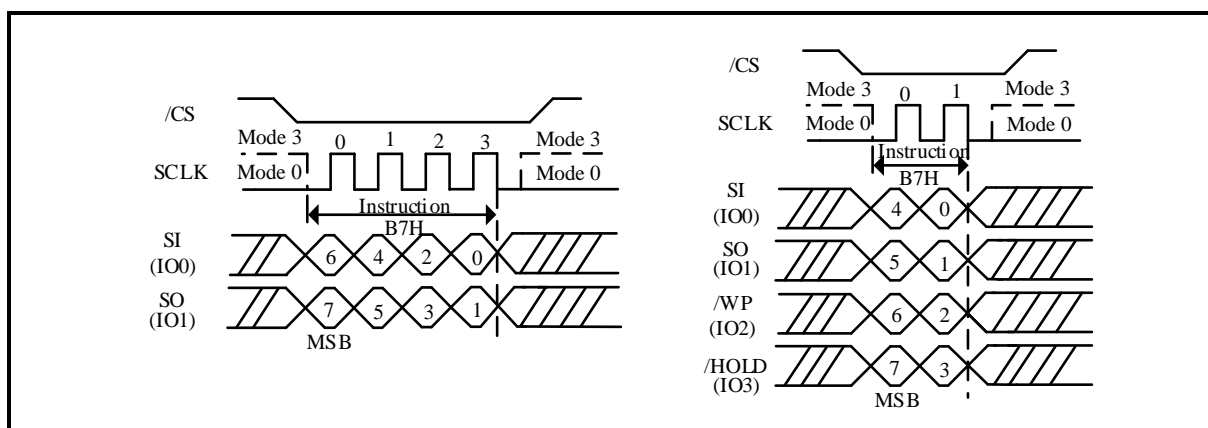 /CS
Mode 3 0 1 2 3 Mode 3
SCLK Mode 0 Mode 0
Instruction
B7H
SI
(IO0) 6 4 2 0
SO
(IO1) 7 5 3 1
MSB
/CS
Mode 3 0 1 Mode 3
SCLK Mode 0 Mode 0
Instruction
B7H
SI
(IO0) 4 0
SO
(IO1) 5 1
/WP
(IO2) 6 2
/HOLD
(IO3) 7 3
MSB